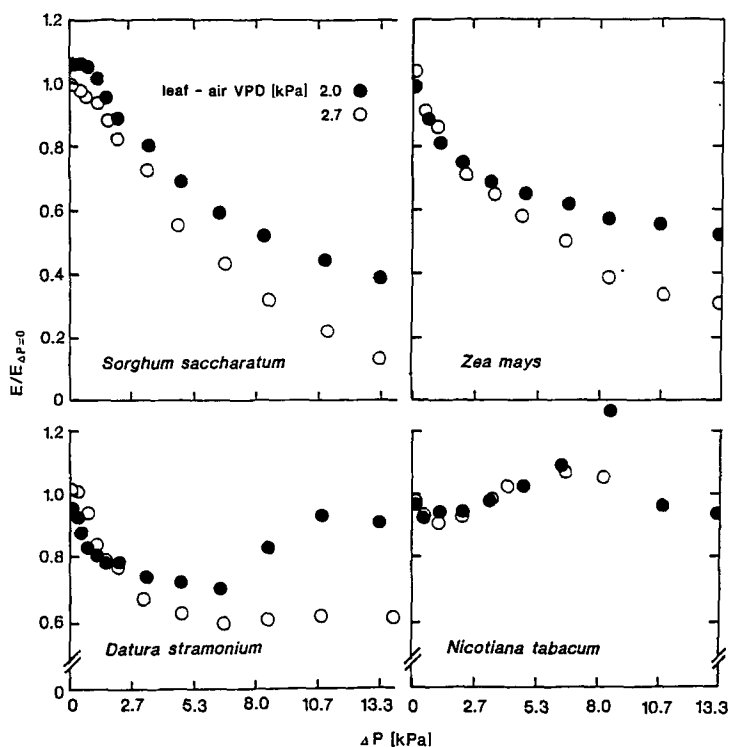 1.2
1.0
0.8
0.6
0.4
0.2
0
leaf - air VPD [kPa] 2.0
2.7
Sorghum saccharatum
Zea mays
E/E ΔP=0
1.2
1.0
0.8
0.6
0
Datura stramonium
Nicotiana tabacum
0 2.7 5.3 8.0 10.7 13.3
0 2.7 5.3 8.0 10.7 13.3
ΔP [kPa]